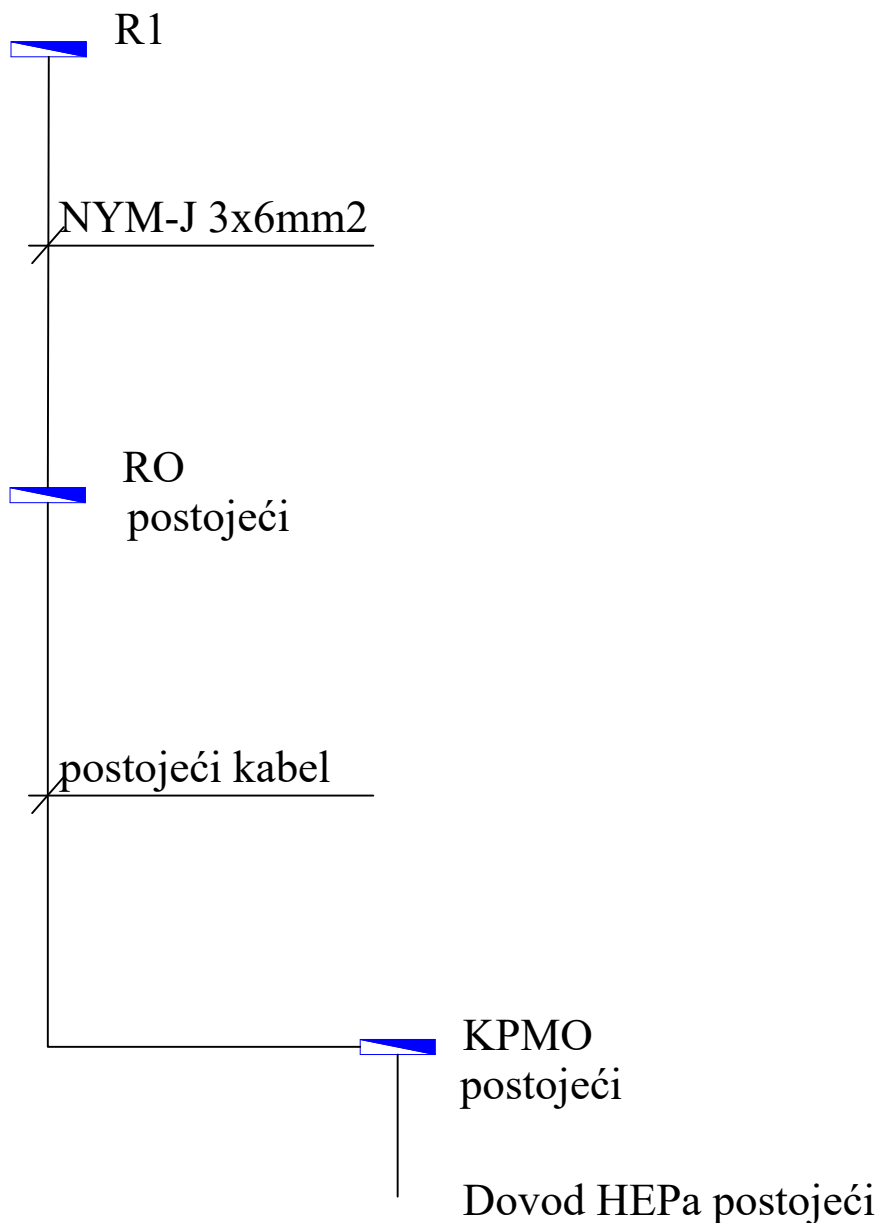 R1
NYM-J 3x6mm2
RO
postojeći
postojeći kabel
KPMO
postojeći
Dovod HEPa postojeći